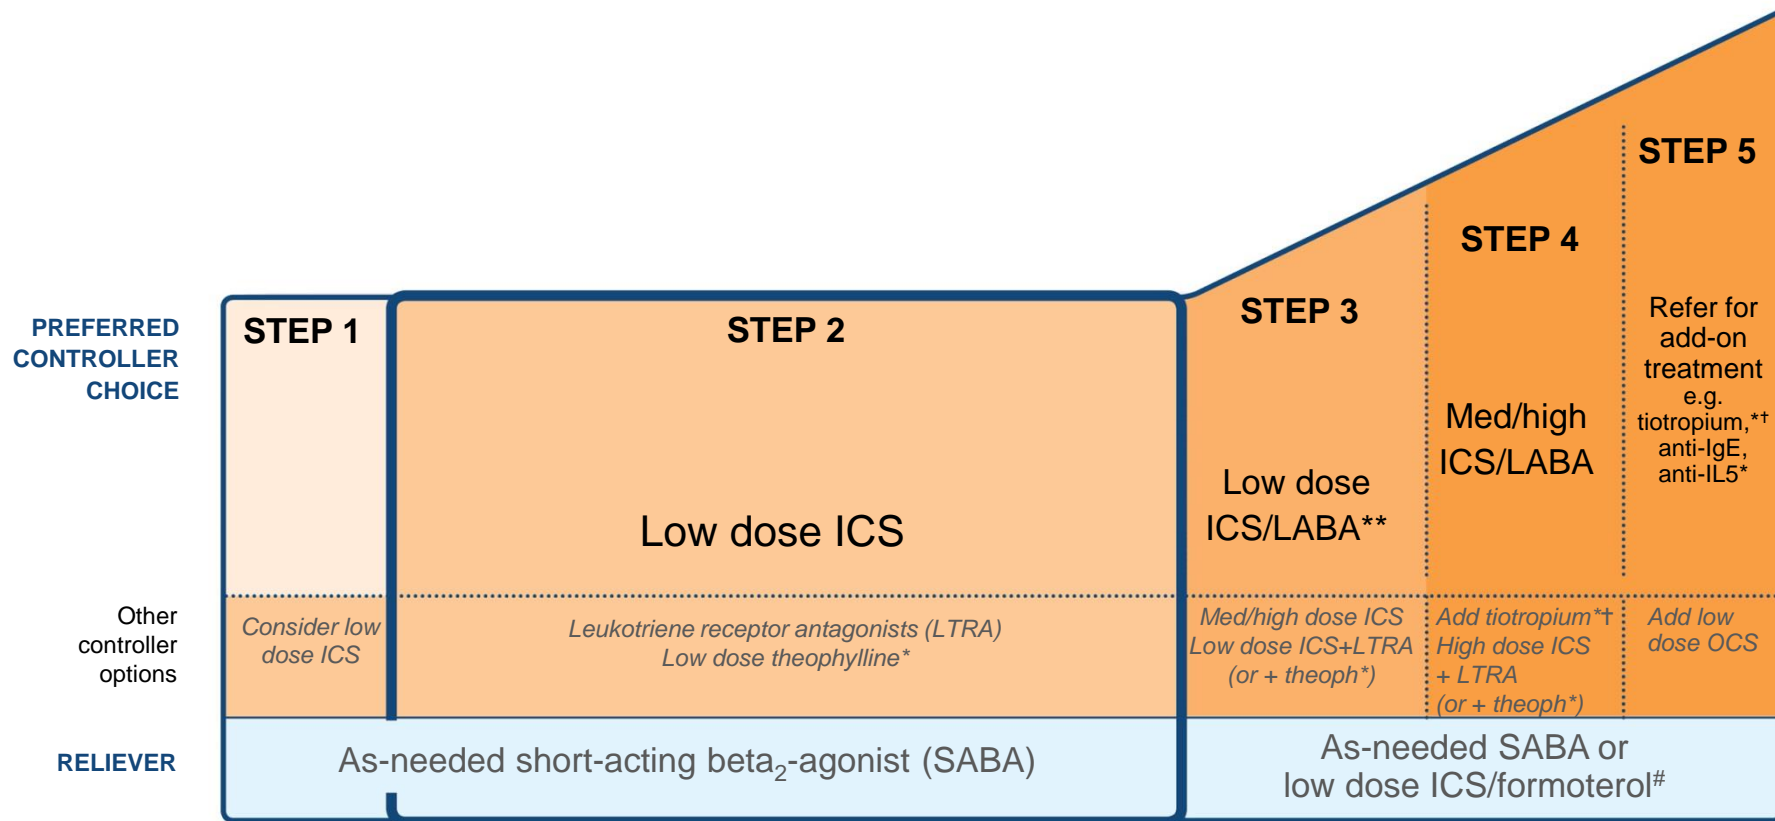 STEP 5
STEP 4
STEP 3
PREFERRED
CONTROLLER
CHOICE
STEP 1
STEP 2
Low dose ICS
Low dose
ICS/LABA**
Med/high
ICS/LABA
Refer for
add-on
treatment
e.g.
tiotropium,*†
anti-IgE,
anti-IL5*
Other
controller
options
Consider low
dose ICS
Leukotriene receptor antagonists (LTRA)
Low dose theophylline*
Med/high dose ICS
Low dose ICS+LTRA
(or + theoph*)
Add tiotropium*†
High dose ICS
+ LTRA
(or + theoph*)
Add low
dose OCS
RELIEVER
As-needed short-acting beta₂-agonist (SABA)
As-needed SABA or
low dose ICS/formoterol#